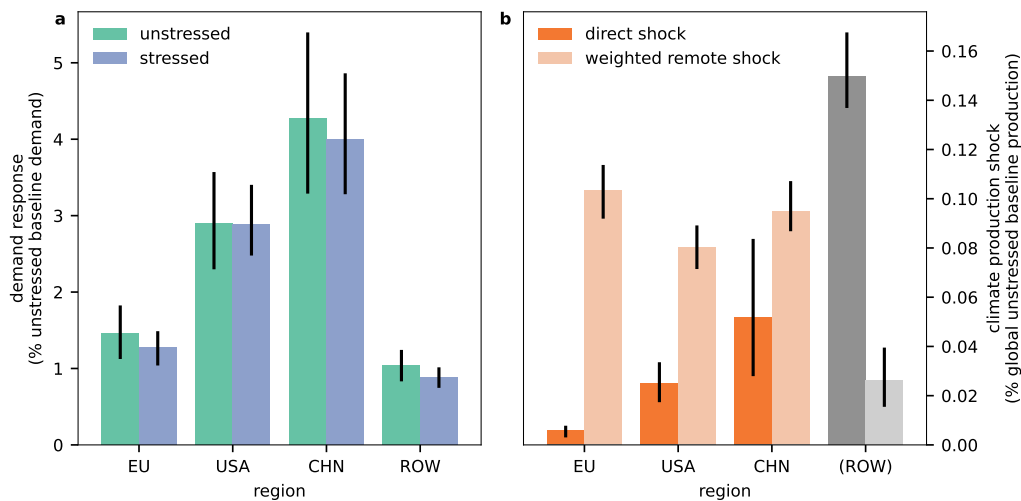 a
unstressed
stressed
demand response
(% unstressed baseline demand)
5
4
3
2
1
0
EU USA CHN ROW
region
b
direct shock
weighted remote shock
0.16
0.14
0.12
0.10
0.08
0.06
0.04
0.02
0.00
climate production shock
(% global unstressed baseline production)
EU USA CHN (ROW)
region